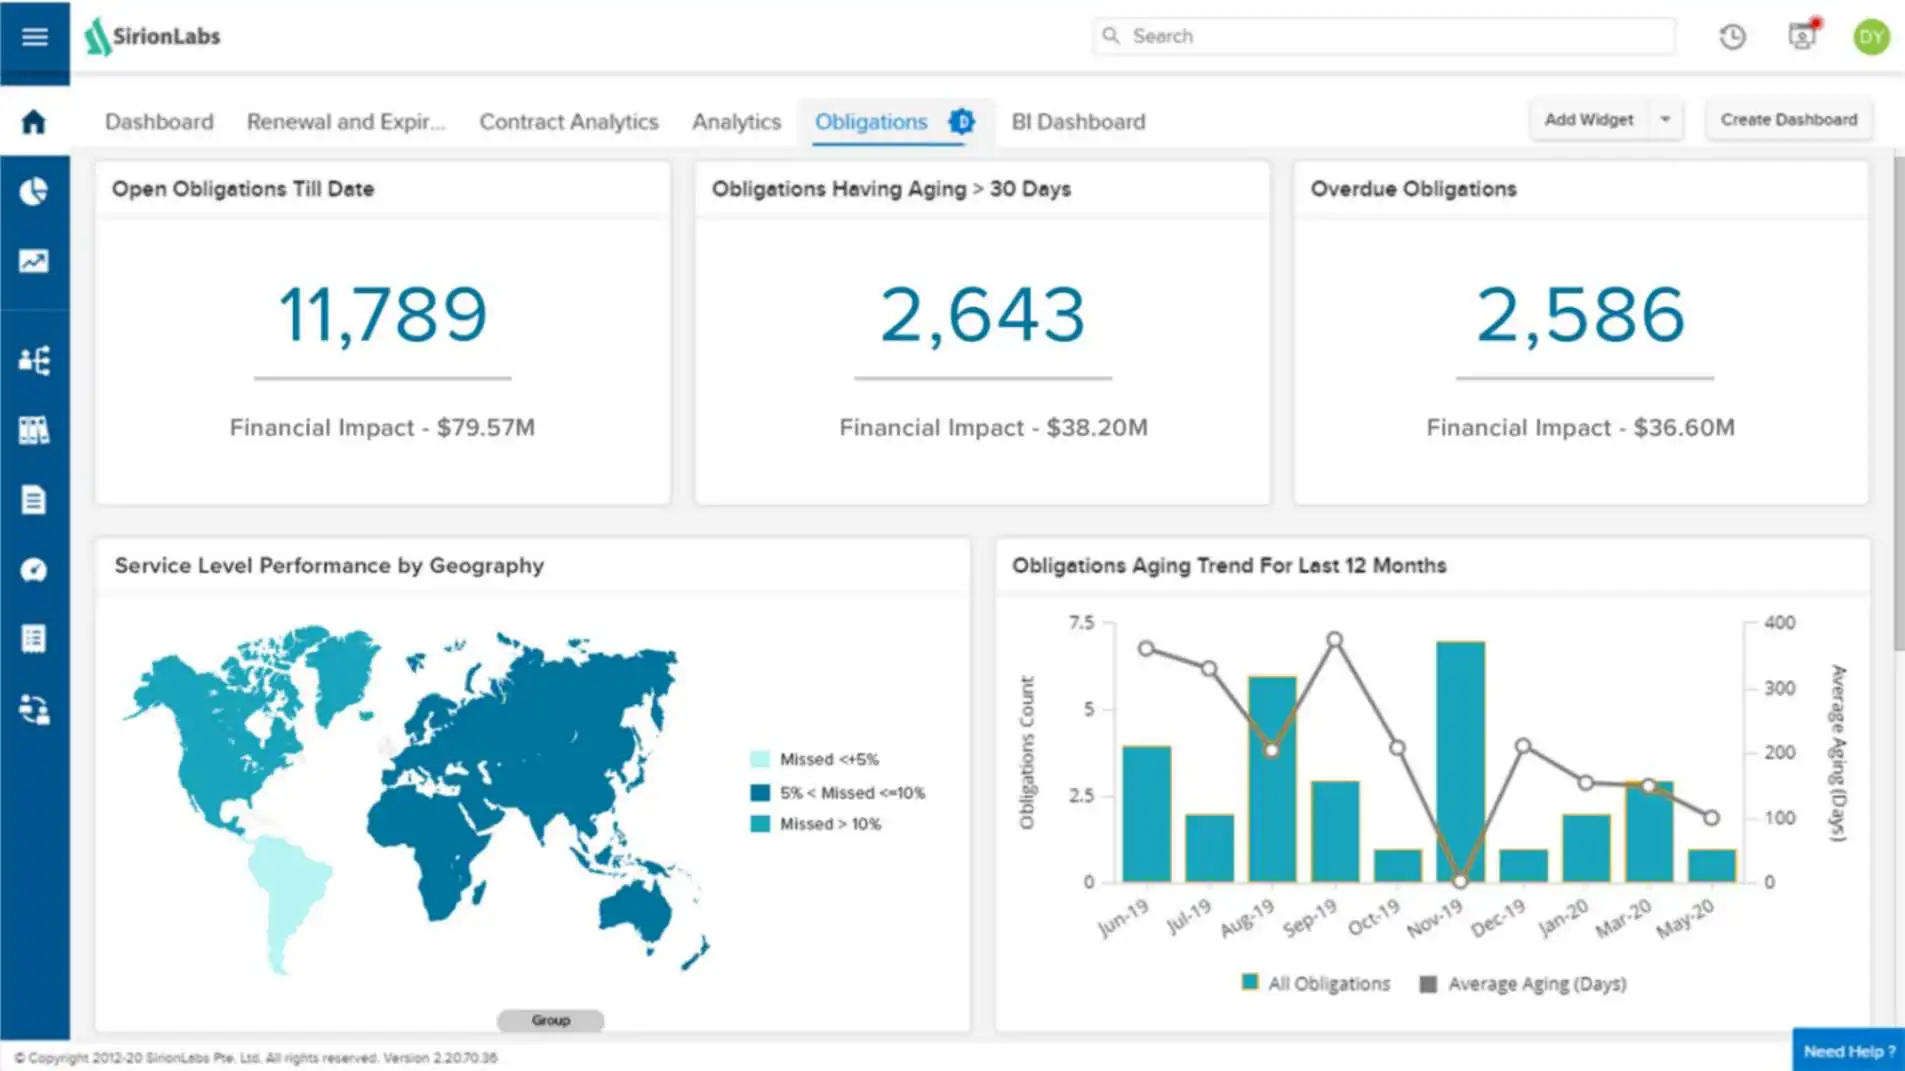 SirionLabs
Search
DY
Dashboard
Renewal and Expir...
Contract Analytics
Analytics
Obligations
D
BI Dashboard
Add Widget
Create Dashboard
Open Obligations Till Date
11,789
Financial Impact - $79.57M
Obligations Having Aging > 30 Days
2,643
Financial Impact - $38.20M
Overdue Obligations
2,586
Financial Impact - $36.60M
Service Level Performance by Geography
Missed <+5%
5% < Missed <=10%
Missed > 10%
Group
Obligations Aging Trend For Last 12 Months
7.5
5
2.5
0
Obligations Count
400
300
200
100
0
Average Aging (Days)
Jun-19
Jul-19
Aug-19
Sep-19
Oct-19
Nov-19
Dec-19
Jan-20
Mar-20
May-20
All Obligations
Average Aging (Days)
© Copyright 2012-20 SirionLabs Pte. Ltd. All rights reserved. Version 2.20.70.36
Need Help ?